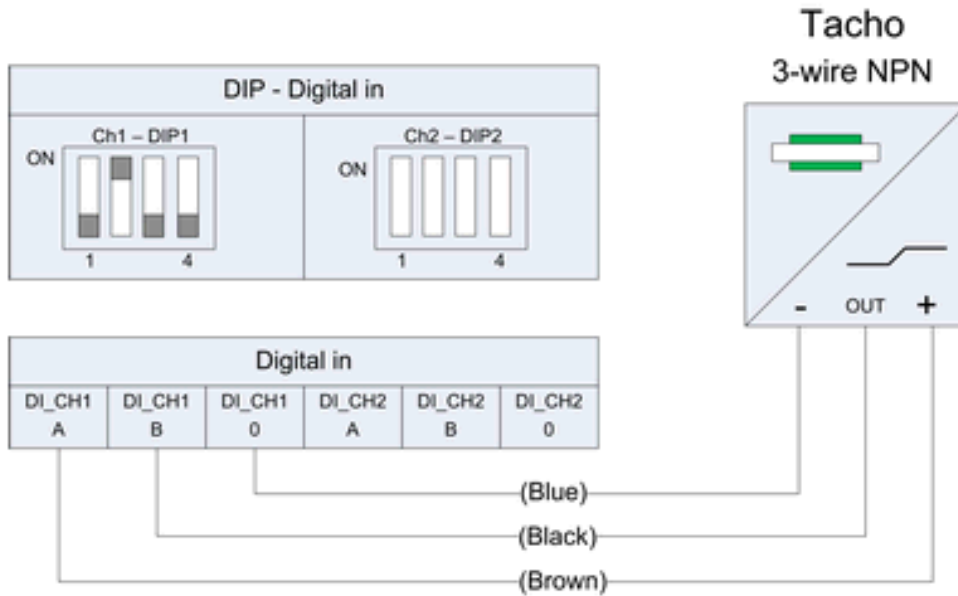 Tacho
3-wire NPN
DIP - Digital in
Ch1 – DIP1
Ch2 – DIP2
ON
ON
1 4
1 4
- OUT +
Digital in
DI_CH1 DI_CH1 DI_CH1 DI_CH2 DI_CH2 DI_CH2
A B 0 A B 0
(Blue)
(Black)
(Brown)